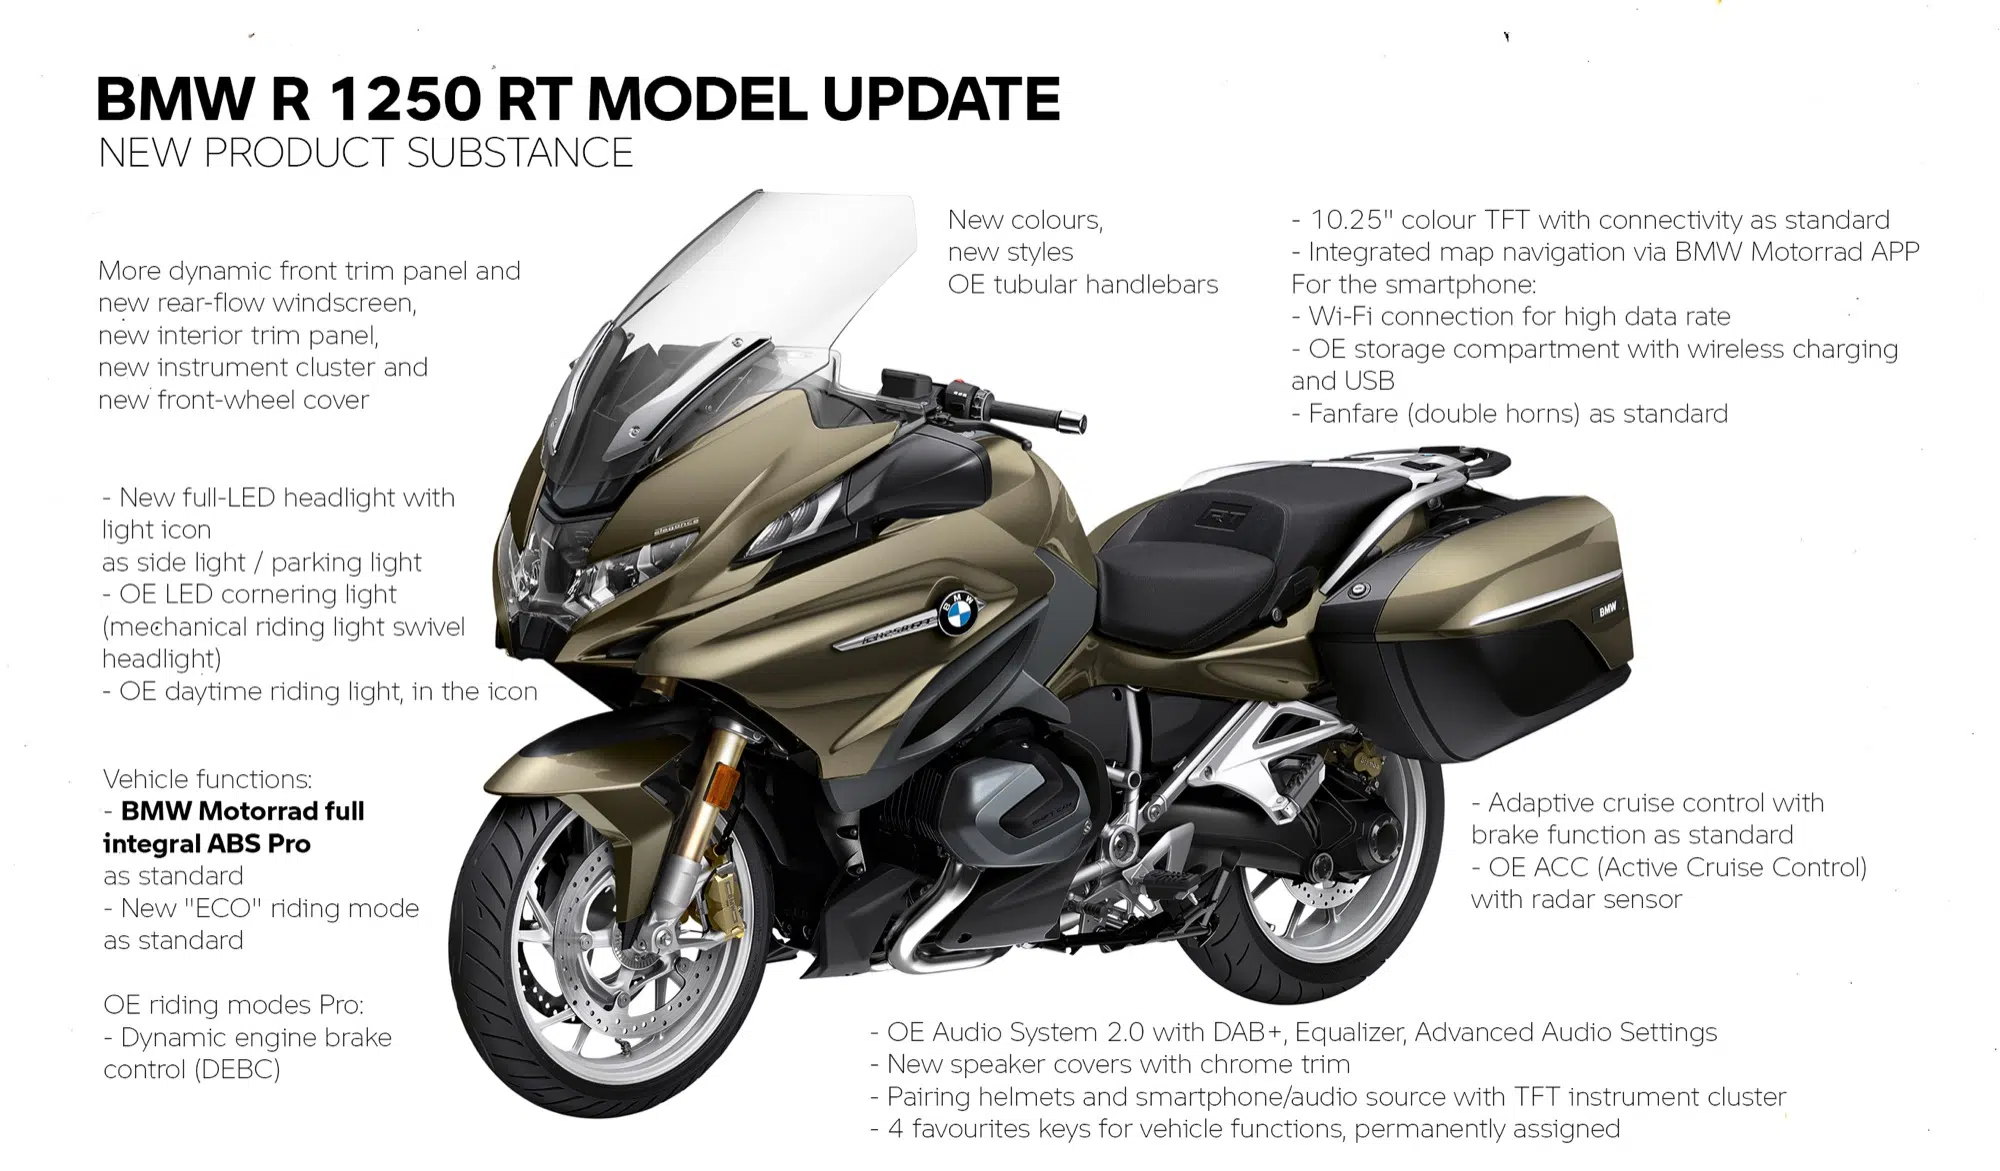 BMW R 1250 RT MODEL UPDATE
NEW PRODUCT SUBSTANCE
More dynamic front trim panel and
new rear-flow windscreen,
new interior trim panel,
new instrument cluster and
new front-wheel cover
New colours,
new styles
OE tubular handlebars
- 10.25" colour TFT with connectivity as standard
- Integrated map navigation via BMW Motorrad APP
For the smartphone:
- Wi-Fi connection for high data rate
- OE storage compartment with wireless charging
and USB
- Fanfare (double horns) as standard
- New full-LED headlight with
light icon
as side light / parking light
- OE LED cornering light
(mechanical riding light swivel
headlight)
- OE daytime riding light, in the icon
elegance
RT
BMW
R 1250 RT
BMW
Vehicle functions:
- BMW Motorrad full
integral ABS Pro
as standard
- New "ECO" riding mode
as standard
OE riding modes Pro:
- Dynamic engine brake
control (DEBC)
- Adaptive cruise control with
brake function as standard
- OE ACC (Active Cruise Control)
with radar sensor
- OE Audio System 2.0 with DAB+, Equalizer, Advanced Audio Settings
- New speaker covers with chrome trim
- Pairing helmets and smartphone/audio source with TFT instrument cluster
- 4 favourites keys for vehicle functions, permanently assigned